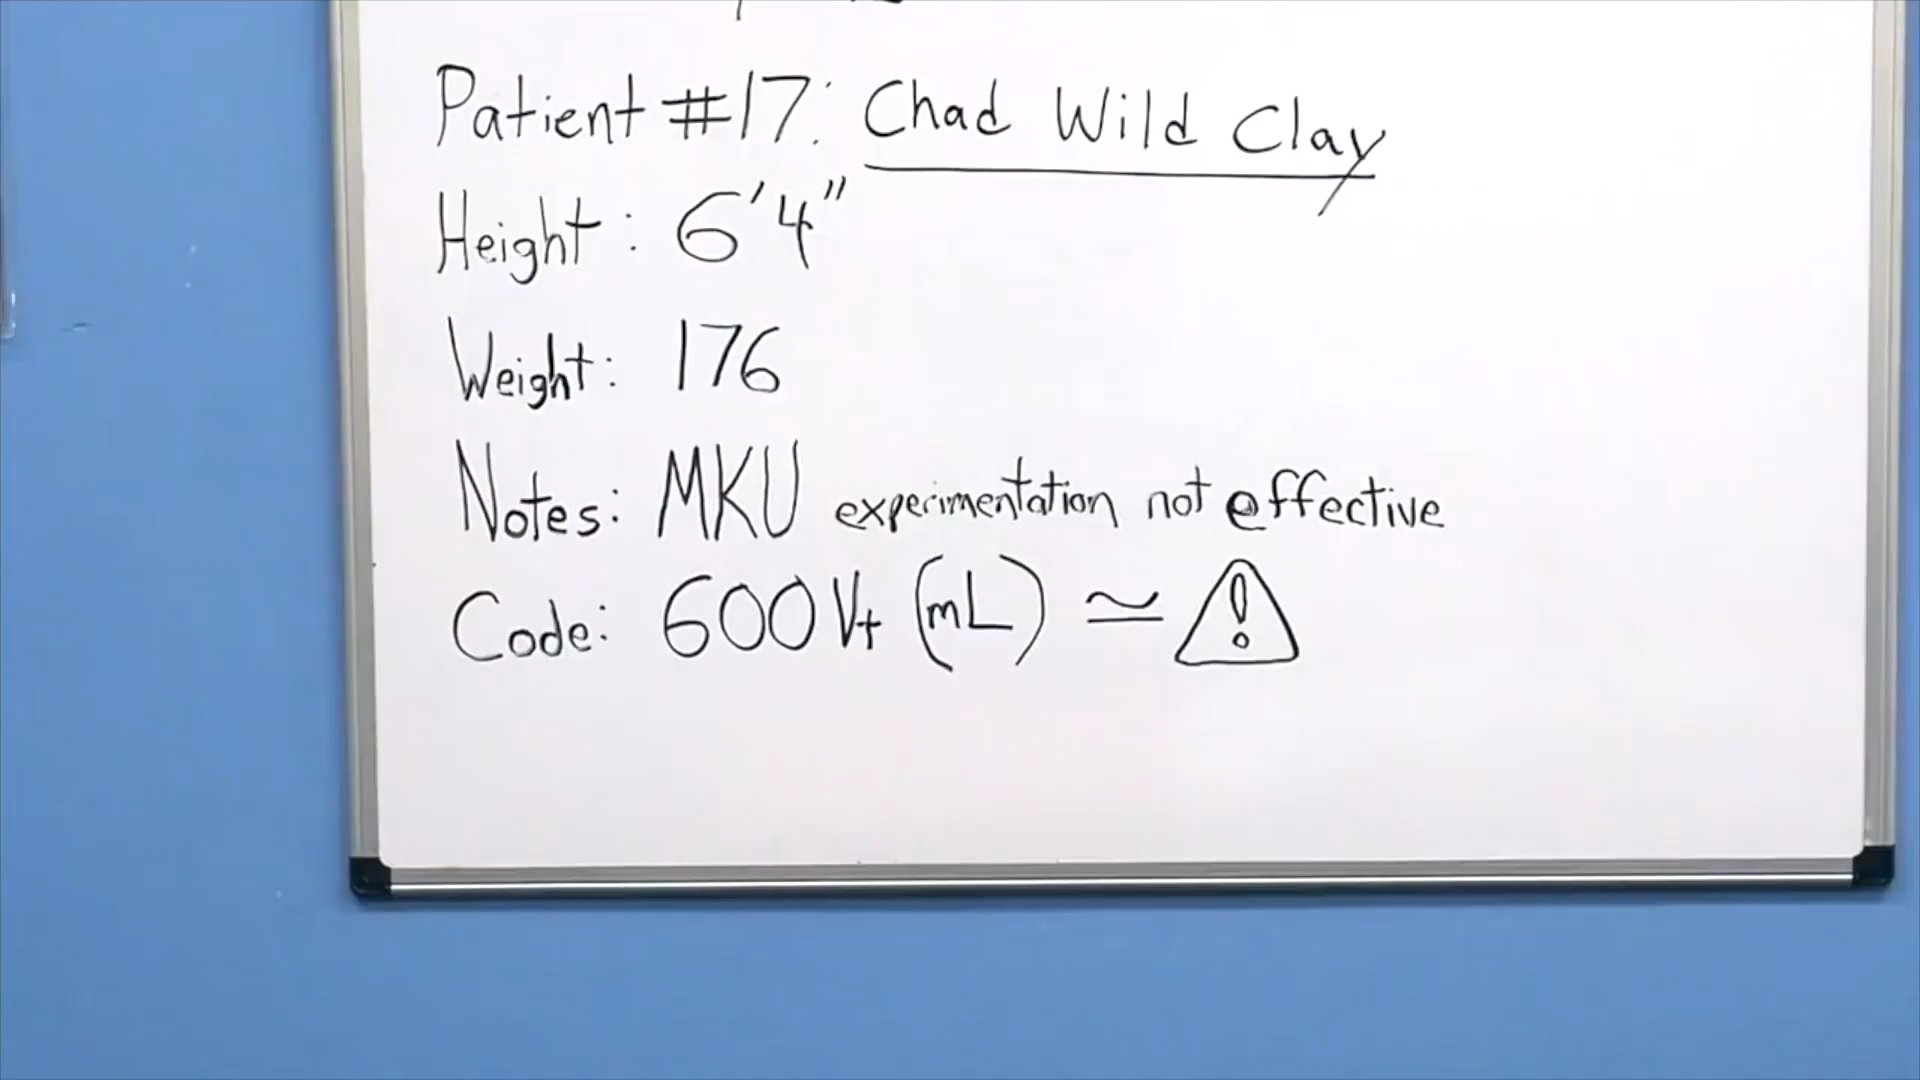 Patient #17: Chad Wild Clay
Height: 6'4"
Weight: 176
Notes: MKU experimentation not effective
Code: 600 Vt (mL) ≃ ⚠